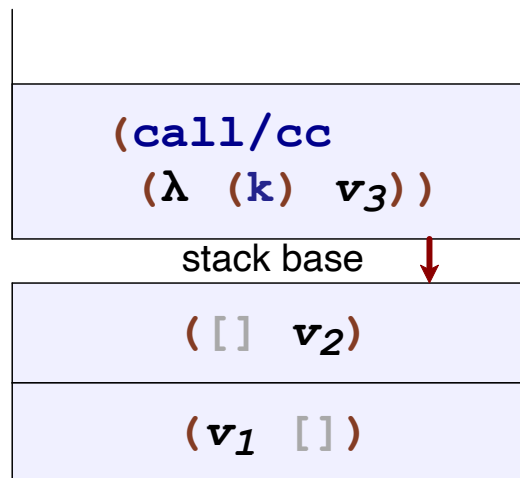 (call/cc
(λ (k) v3))
stack base
([] v2)
(v1 [])